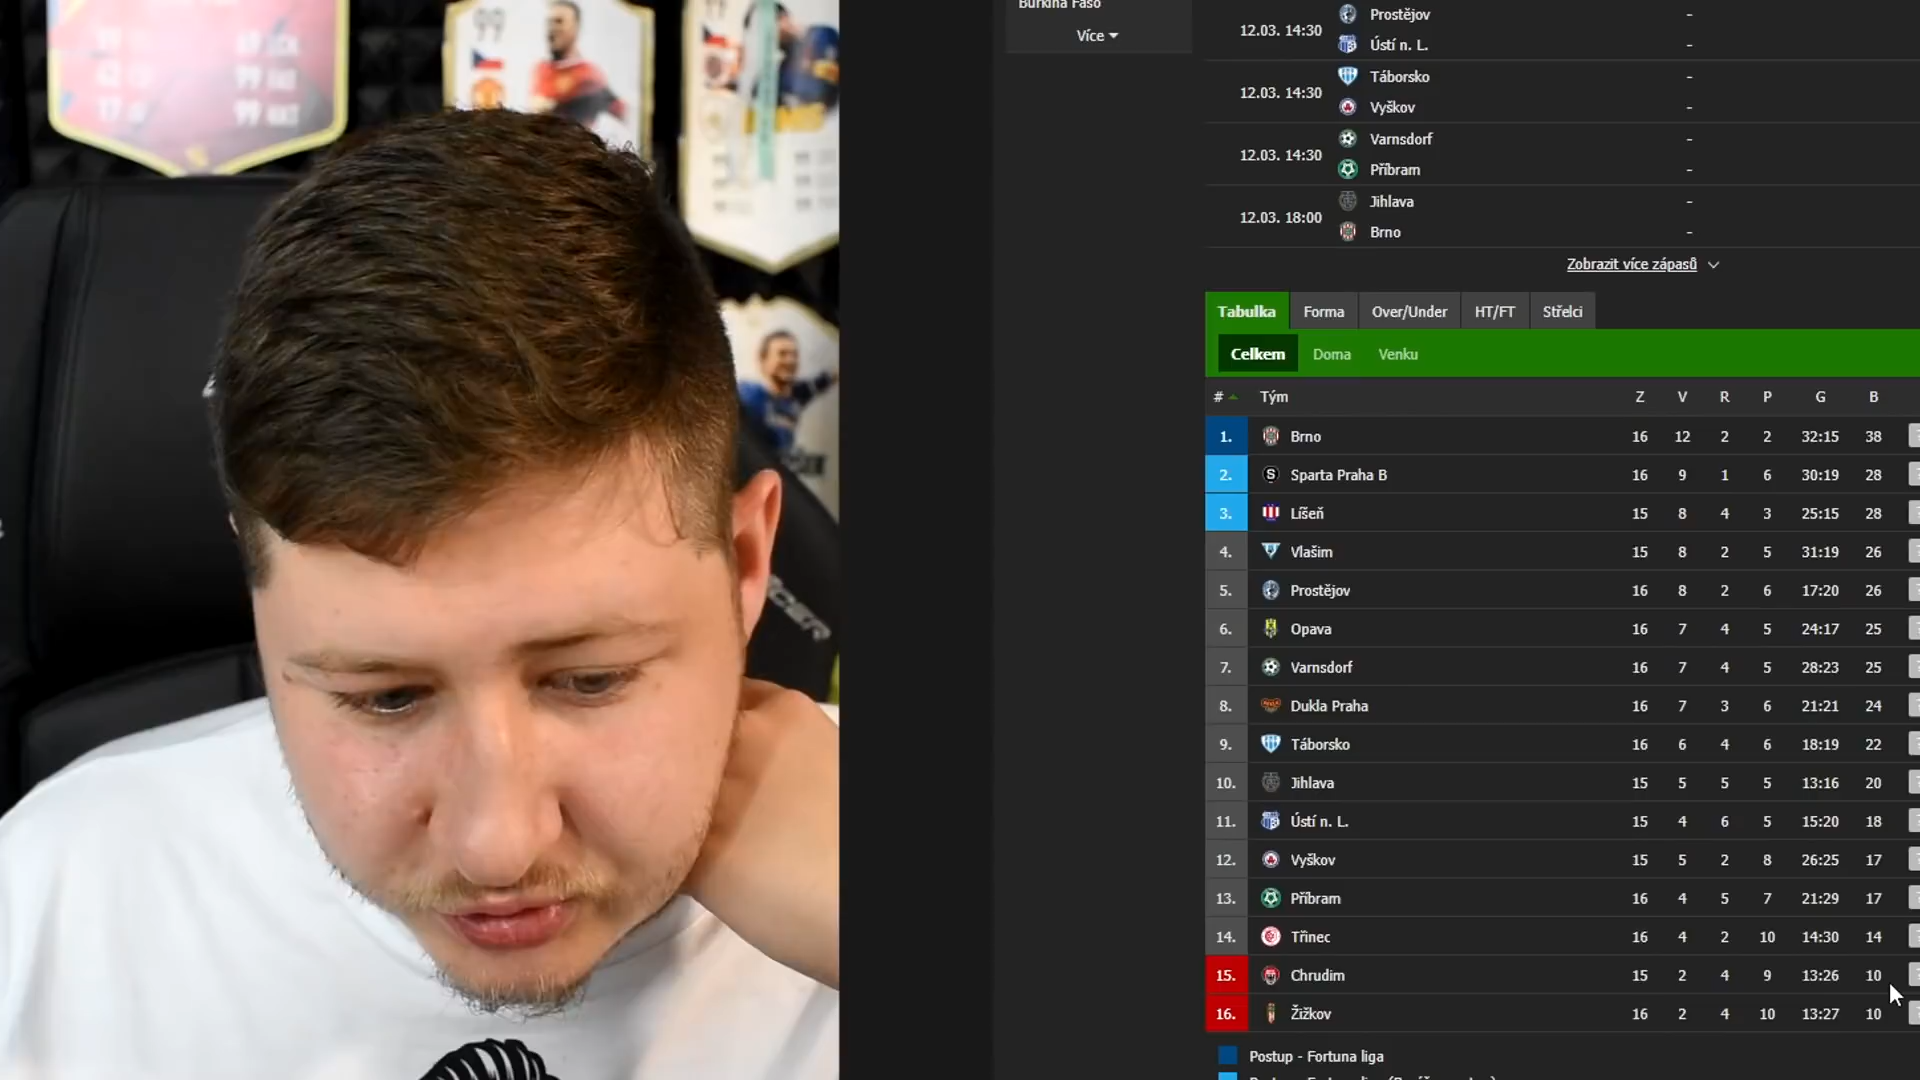 99
99
99
Burkina Faso
Více
12.03. 14:30
Prostějov -
Ústí n. L. -
12.03. 14:30
Táborsko -
Vyškov -
12.03. 14:30
Varnsdorf -
Příbram -
12.03. 18:00
Jihlava -
Brno -
Zobrazit více zápasů
Tabulka Forma Over/Under HT/FT Střelci
Celkem Doma Venku
# Tým Z V R P G B
1. Brno 16 12 2 2 32:15 38
2. Sparta Praha B 16 9 1 6 30:19 28
3. Líšeň 15 8 4 3 25:15 28
4. Vlašim 15 8 2 5 31:19 26
5. Prostějov 16 8 2 6 17:20 26
6. Opava 16 7 4 5 24:17 25
7. Varnsdorf 16 7 4 5 28:23 25
8. Dukla Praha 16 7 3 6 21:21 24
9. Táborsko 16 6 4 6 18:19 22
10. Jihlava 15 5 5 5 13:16 20
11. Ústí n. L. 15 4 6 5 15:20 18
12. Vyškov 15 5 2 8 26:25 17
13. Příbram 16 4 5 7 21:29 17
14. Třinec 16 4 2 10 14:30 14
15. Chrudim 15 2 4 9 13:26 10
16. Žižkov 16 2 4 10 13:27 10
Postup - Fortuna liga